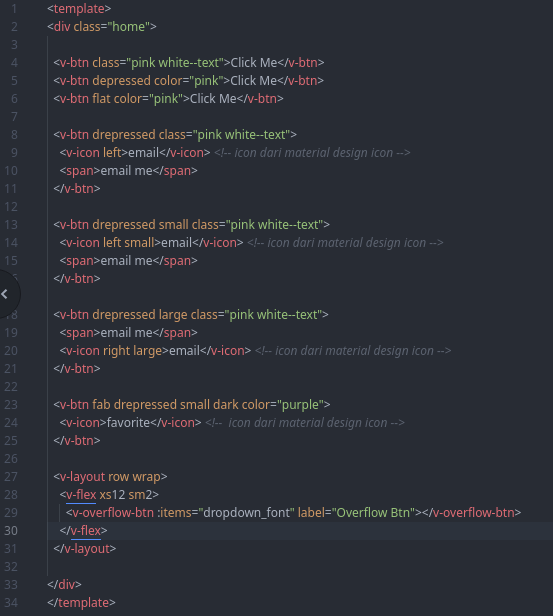 1 <template>
2 <div class="home">
3
4 <v-btn class="pink white--text">Click Me</v-btn>
5 <v-btn depressed color="pink">Click Me</v-btn>
6 <v-btn flat color="pink">Click Me</v-btn>
7
8 <v-btn drepressed class="pink white--text">
9 <v-icon left>email</v-icon> <!-- icon dari material design icon -->
10 <span>email me</span>
11 </v-btn>
12
13 <v-btn drepressed small class="pink white--text">
14 <v-icon left small>email</v-icon> <!-- icon dari material design icon -->
15 <span>email me</span>
</v-btn>

18 <v-btn drepressed large class="pink white--text">
19 <span>email me</span>
20 <v-icon right large>email</v-icon> <!-- icon dari material design icon -->
21 </v-btn>
22
23 <v-btn fab drepressed small dark color="purple">
24 <v-icon>favorite</v-icon> <!-- icon dari material design icon -->
25 </v-btn>
26
27 <v-layout row wrap>
28 <v-flex xs12 sm2>
29 <v-overflow-btn :items="dropdown_font" label="Overflow Btn"></v-overflow-btn>
30 </v-flex>
31 </v-layout>
32
33 </div>
34 </template>